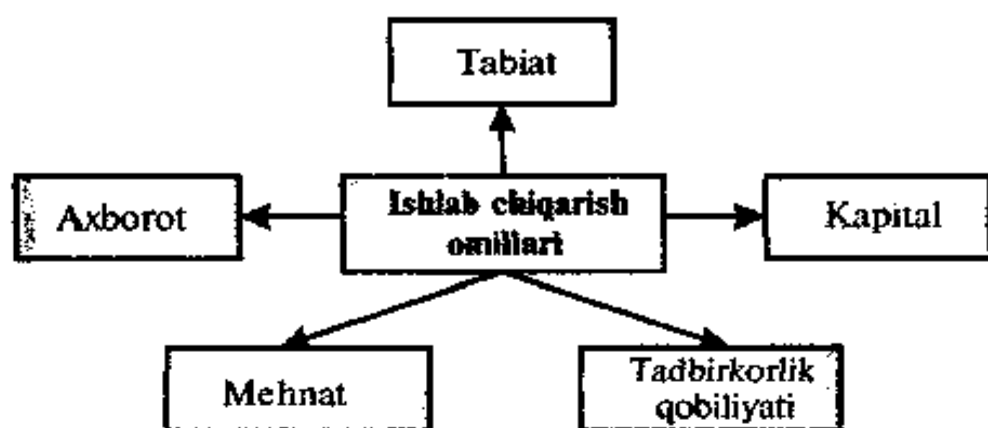 Tabiat
Axborot
Ishlab chiqarish
omillari
Kapital
Mehnat
Tadbirkorlik
qobiliyati